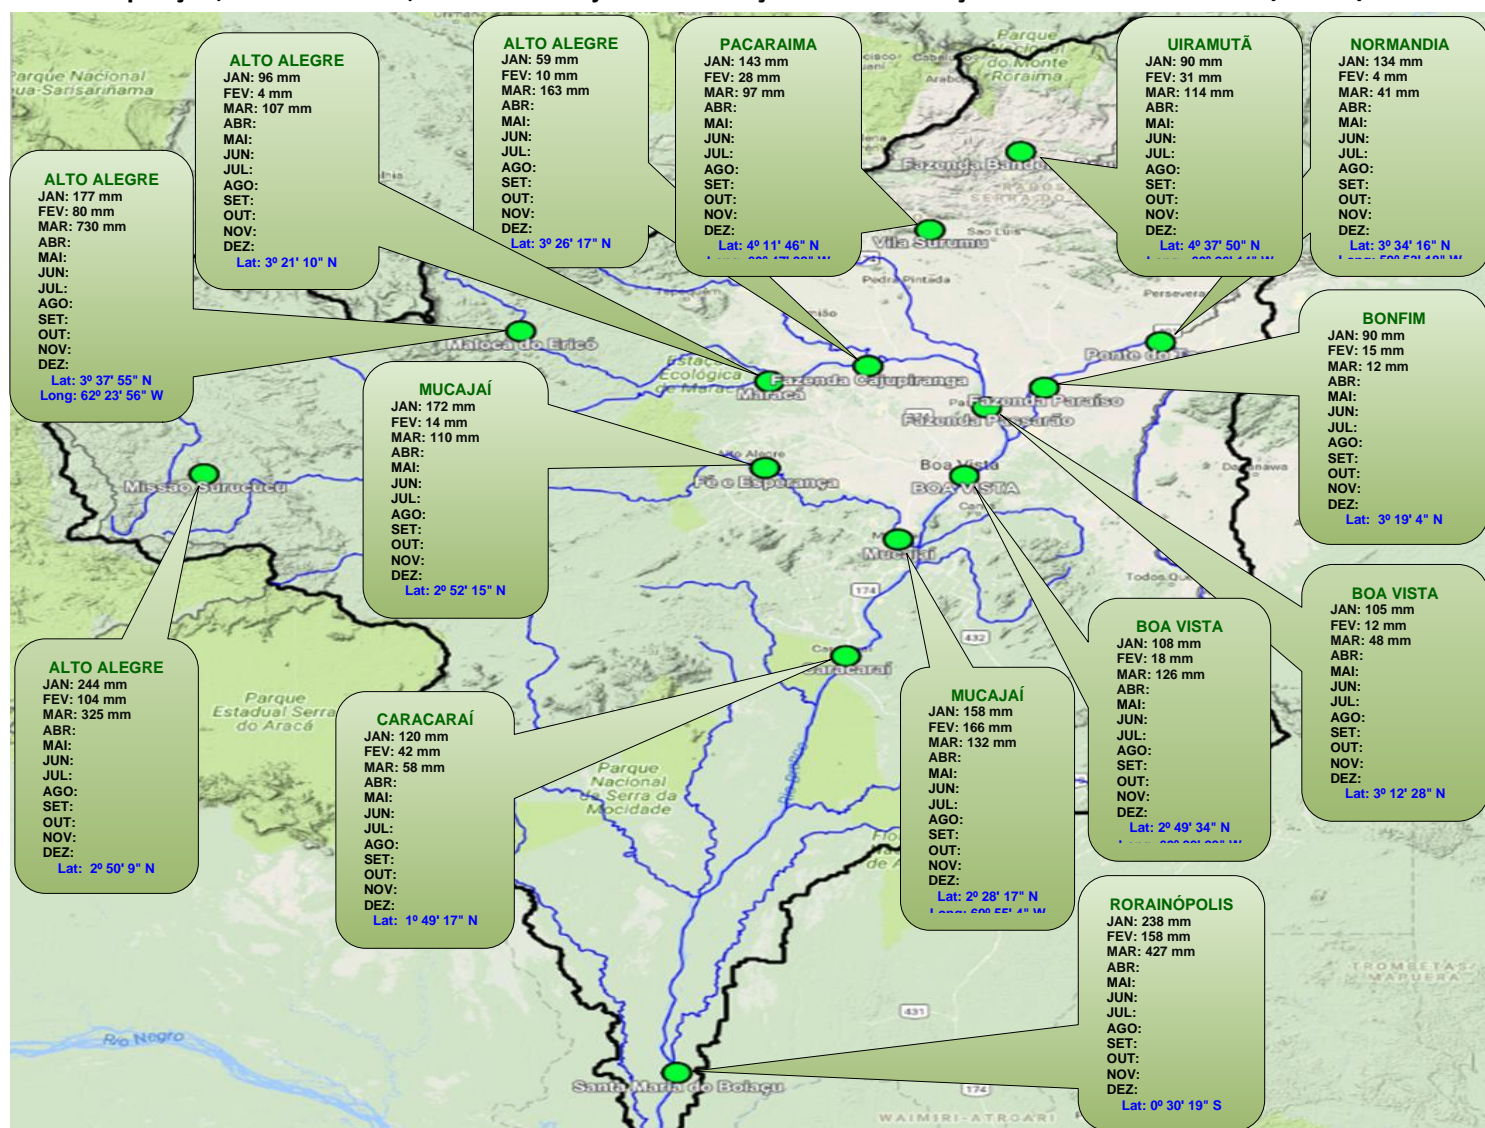 ALTO ALEGRE
JAN: 96 mm
FEV: 4 mm
MAR: 107 mm
ABR:
MAI:
JUN:
JUL:
AGO:
SET:
OUT:
NOV:
DEZ:
Lat: 3º 21' 10" N
ALTO ALEGRE
JAN: 59 mm
FEV: 10 mm
MAR: 163 mm
ABR:
MAI:
JUN:
JUL:
AGO:
SET:
OUT:
NOV:
DEZ:
Lat: 3º 26' 17" N
PACARAIMA
JAN: 143 mm
FEV: 28 mm
MAR: 97 mm
ABR:
MAI:
JUN:
JUL:
AGO:
SET:
OUT:
NOV:
DEZ:
Lat: 4º 11' 46" N
UIRAMUTÃ
JAN: 90 mm
FEV: 31 mm
MAR: 114 mm
ABR:
MAI:
JUN:
JUL:
AGO:
SET:
OUT:
NOV:
DEZ:
Lat: 4º 37' 50" N
NORMANDIA
JAN: 134 mm
FEV: 4 mm
MAR: 41 mm
ABR:
MAI:
JUN:
JUL:
AGO:
SET:
OUT:
NOV:
DEZ:
Lat: 3º 34' 16" N
ALTO ALEGRE
JAN: 177 mm
FEV: 80 mm
MAR: 730 mm
ABR:
MAI:
JUN:
JUL:
AGO:
SET:
OUT:
NOV:
DEZ:
Lat: 3º 37' 55" N
Long: 62º 23' 56" W
BONFIM
JAN: 90 mm
FEV: 15 mm
MAR: 12 mm
ABR:
MAI:
JUN:
JUL:
AGO:
SET:
OUT:
NOV:
DEZ:
Lat: 3º 19' 4" N
MUCAJAÍ
JAN: 172 mm
FEV: 14 mm
MAR: 110 mm
ABR:
MAI:
JUN:
JUL:
AGO:
SET:
OUT:
NOV:
DEZ:
Lat: 2º 52' 15" N
BOA VISTA
JAN: 105 mm
FEV: 12 mm
MAR: 48 mm
ABR:
MAI:
JUN:
JUL:
AGO:
SET:
OUT:
NOV:
DEZ:
Lat: 3º 12' 28" N
BOA VISTA
JAN: 108 mm
FEV: 18 mm
MAR: 126 mm
ABR:
MAI:
JUN:
JUL:
AGO:
SET:
OUT:
NOV:
DEZ:
Lat: 2º 49' 34" N
ALTO ALEGRE
JAN: 244 mm
FEV: 104 mm
MAR: 325 mm
ABR:
MAI:
JUN:
JUL:
AGO:
SET:
OUT:
NOV:
DEZ:
Lat: 2º 50' 9" N
CARACARAÍ
JAN: 120 mm
FEV: 42 mm
MAR: 58 mm
ABR:
MAI:
JUN:
JUL:
AGO:
SET:
OUT:
NOV:
DEZ:
Lat: 1º 49' 17" N
MUCAJAÍ
JAN: 158 mm
FEV: 166 mm
MAR: 132 mm
ABR:
MAI:
JUN:
JUL:
AGO:
SET:
OUT:
NOV:
DEZ:
Lat: 2º 28' 17" N
RORAINÓPOLIS
JAN: 238 mm
FEV: 158 mm
MAR: 427 mm
ABR:
MAI:
JUN:
JUL:
AGO:
SET:
OUT:
NOV:
DEZ:
Lat: 0º 30' 19" S
Parque Nacional
Parque
do Monte
Roraima
Vila Surumu
Sao Luis
Pedra Pintada
Maloca do Ericó
Ecológica
Maracá
Fazenda Cajupiranga
Fazenda Paraíso
Fazenda Passarão
Missão Surucucu
Alto Alegre
Fé e Esperança
Boa Vista
BOA VISTA
Mucajaí
174
432
Caracaraí
Parque
Estadual Serra
do Aracá
Parque
Nacional
da Serra da
Mocidade
Rio Branco
Rio Negro
431
174
Santa Maria do Boiaçu
TROMBETAS/
MAPUERA
WAIMIRI-ATROARI